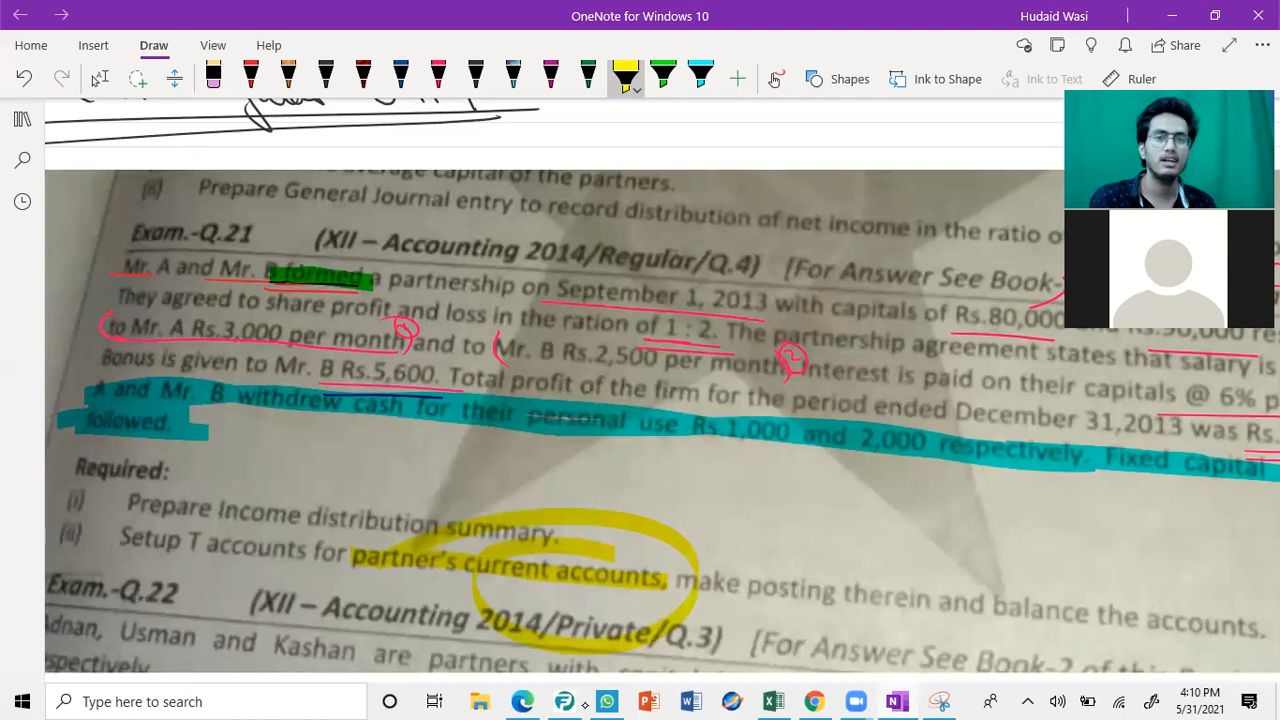 OneNote for Windows 10
Hudaid Wasi
Home Insert Draw View Help
Share
Shapes Ink to Shape Ink to Text Ruler
average capital of the partners.
(ii) Prepare General Journal entry to record distribution of net income in the ratio of
Exam.-Q.21 (XII – Accounting 2014/Regular/Q.4) [For Answer See Book-
Mr. A and Mr. B formed a partnership on September 1, 2013 with capitals of Rs.80,000
They agreed to share profit and loss in the ration of 1 : 2. The partnership agreement states that salary is
to Mr. A Rs.3,000 per month and to Mr. B Rs.2,500 per month Interest is paid on their capitals @ 6% p
Bonus is given to Mr. B Rs.5,600. Total profit of the firm for the period ended December 31,2013 was Rs.
A and Mr. B withdrew cash for their personal use Rs.1,000 and 2,000 respectively. Fixed capital
followed.
Required:
(i) Prepare Income distribution summary.
(ii) Setup T accounts for partner's current accounts, make posting therein and balance the accounts.
Exam.-Q.22 (XII – Accounting 2014/Private/Q.3) [For Answer See Book-2 of this
Adnan, Usman and Kashan are partners with
spectively
Type here to search
4:10 PM
5/31/2021